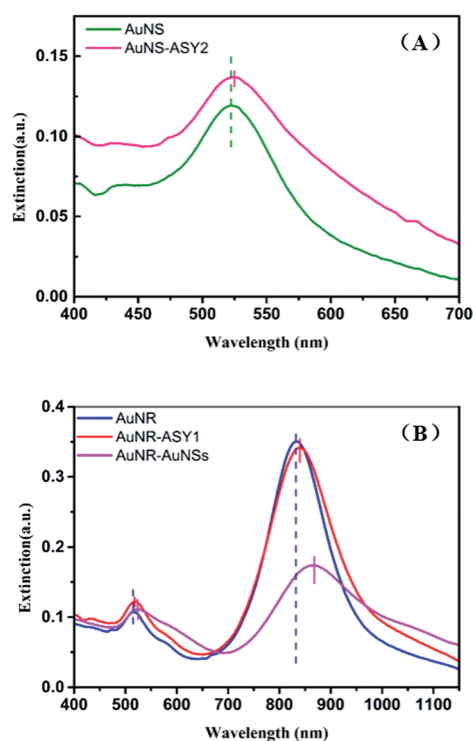 AuNS
AuNS-ASY2
(A)
Extinction(a.u.)
0.15
0.10
0.05
0.00
400 450 500 550 600 650 700
Wavelength (nm)
AuNR
AuNR-ASY1
AuNR-AuNSs
(B)
Extinction(a.u.)
0.4
0.3
0.2
0.1
0.0
400 500 600 700 800 900 1000 1100
Wavelength (nm)